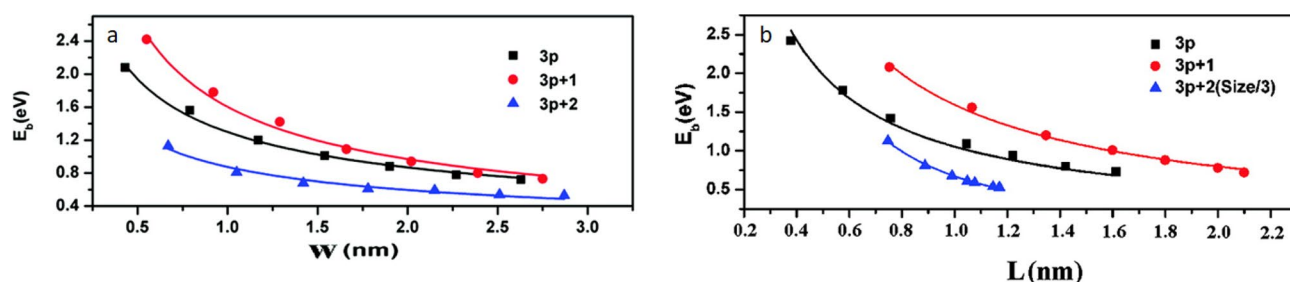 a
3p
3p+1
3p+2
E_b(eV)
2.4
2.0
1.6
1.2
0.8
0.4
0.5 1.0 1.5 2.0 2.5 3.0
W (nm)
b
3p
3p+1
3p+2(Size/3)
E_b(eV)
2.5
2.0
1.5
1.0
0.5
0.2 0.4 0.6 0.8 1.0 1.2 1.4 1.6 1.8 2.0 2.2
L(nm)